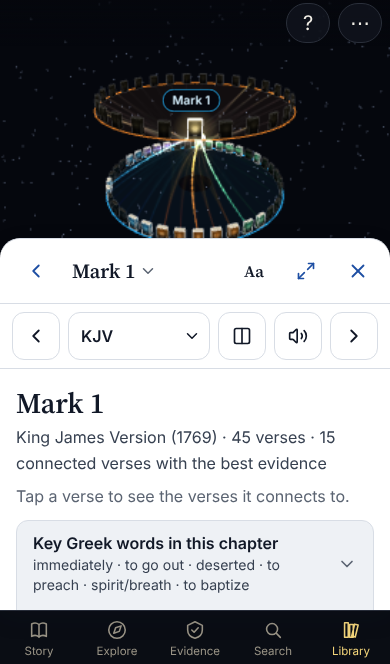 ?
...
Mark 1
Mark 1
Aa
KJV
Mark 1
King James Version (1769) · 45 verses · 15
connected verses with the best evidence
Tap a verse to see the verses it connects to.
Key Greek words in this chapter
immediately · to go out · deserted · to
preach · spirit/breath · to baptize
Story
Explore
Evidence
Search
Library